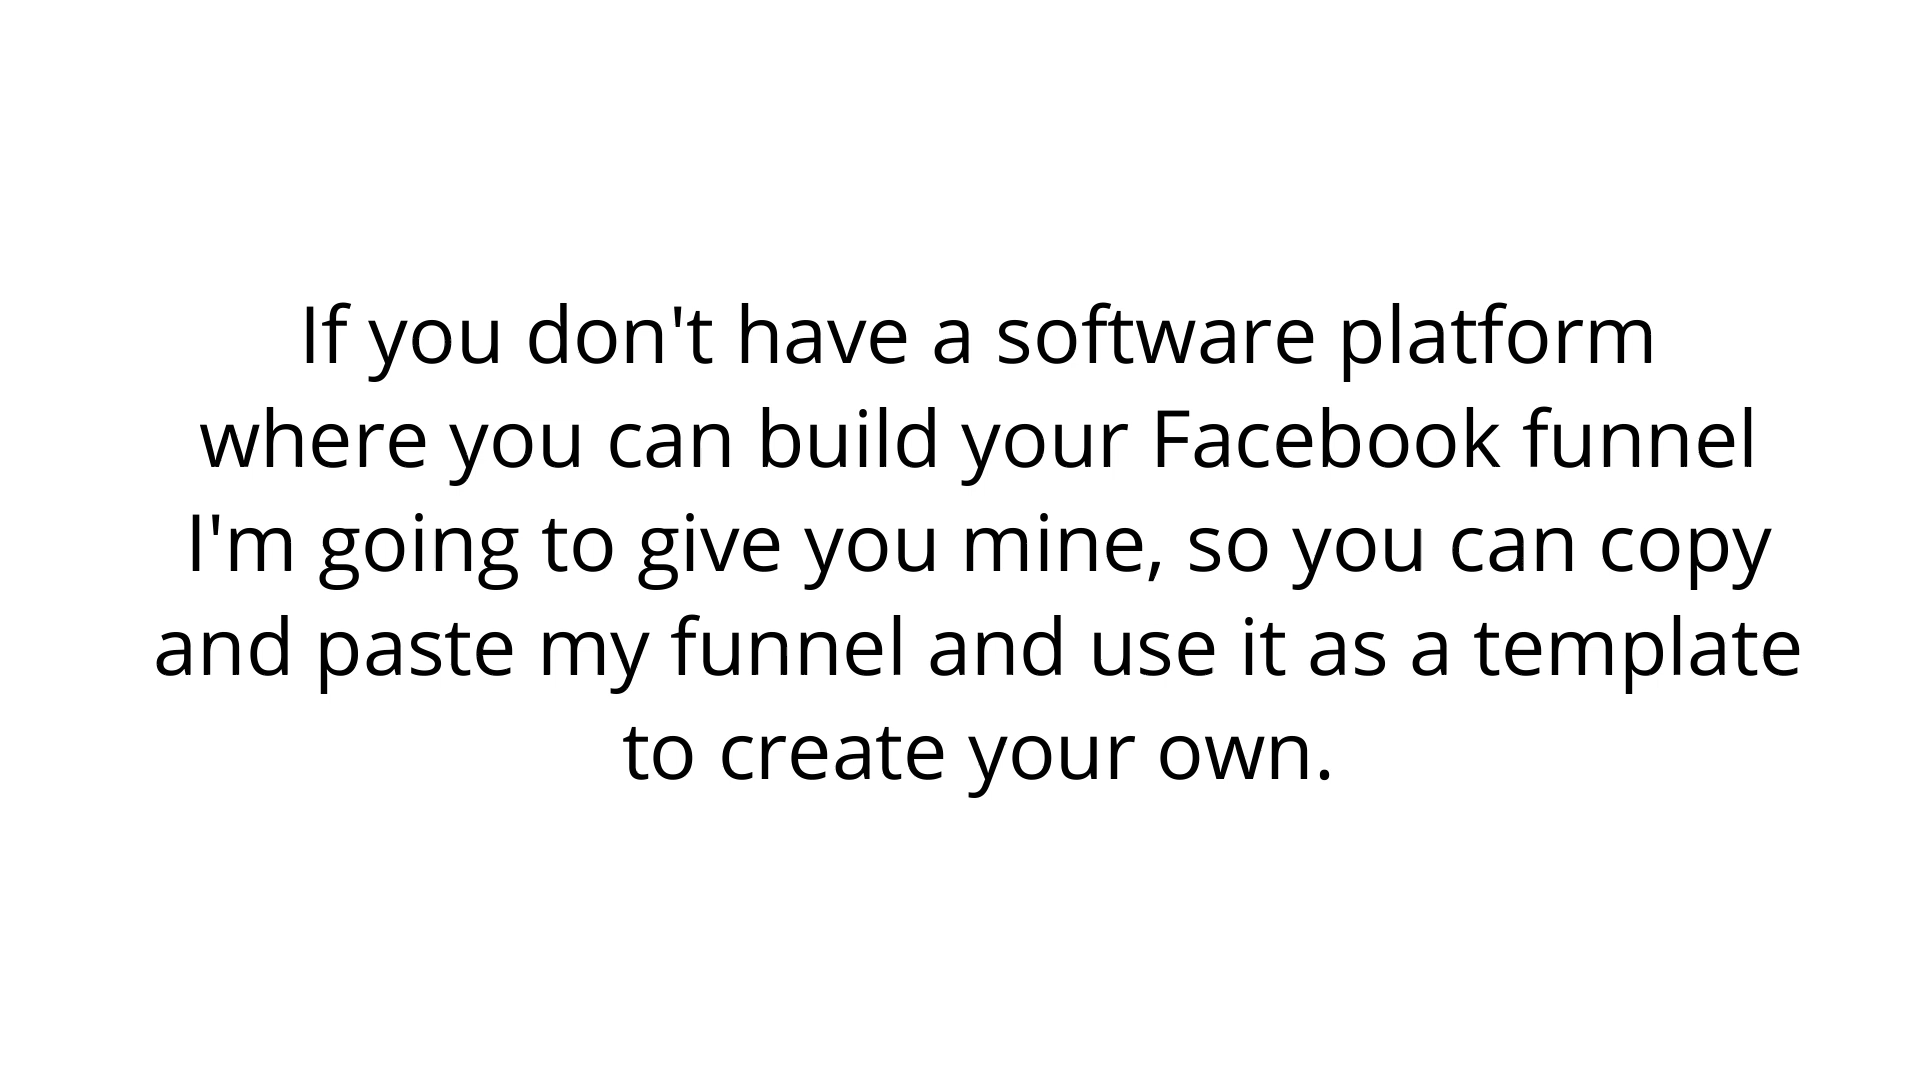 If you don't have a software platform
where you can build your Facebook funnel
I'm going to give you mine, so you can copy
and paste my funnel and use it as a template
to create your own.